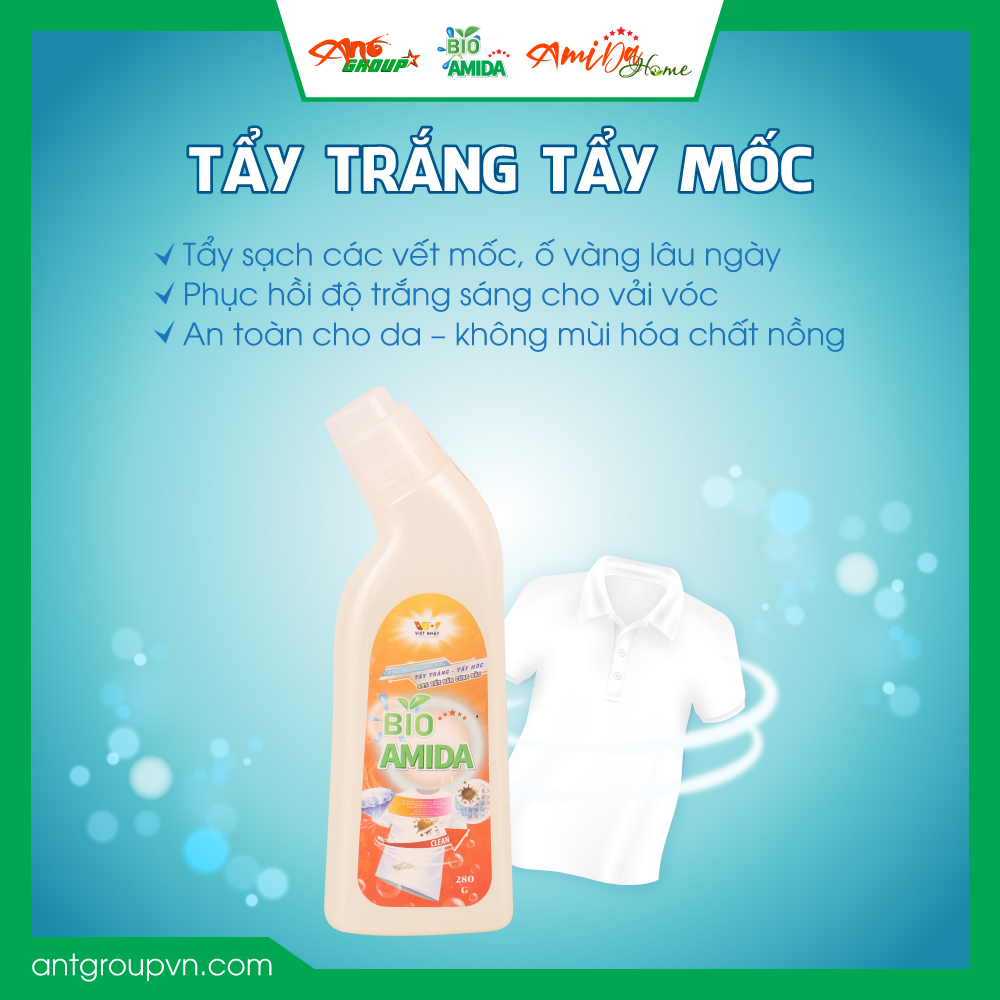 Ant GROUP
BIO AMIDA
AmiDa Home
TẨY TRẮNG TẨY MỐC
Tẩy sạch các vết mốc, ố vàng lâu ngày
Phục hồi độ trắng sáng cho vải vóc
An toàn cho da – không mùi hóa chất nồng
VIỆT NHẬT
TẨY TRẮNG - TẨY MỐC
BIO
AMIDA
CLEAN
280
G
antgroupvn.com